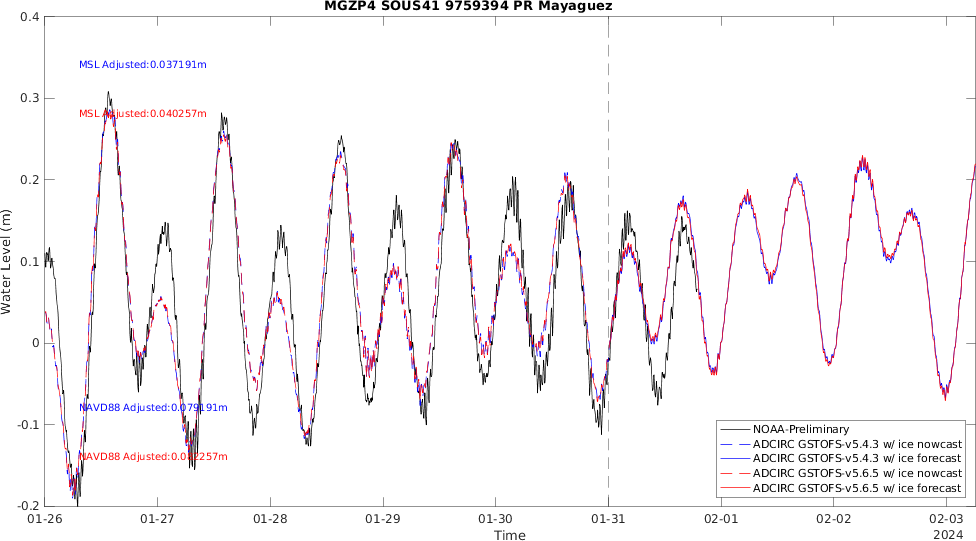 MGZP4 SOUS41 9759394 PR Mayaguez
0.4
MSL Adjusted:0.037191m
0.3
MSL Adjusted:0.040257m
0.2
0.1
Water Level (m)
0
NAVD88 Adjusted:0.079191m
-0.1
NAVD88 Adjusted:0.082257m
-0.2
NOAA-Preliminary
ADCIRC GSTOFS-v5.4.3 w/ ice nowcast
ADCIRC GSTOFS-v5.4.3 w/ ice forecast
ADCIRC GSTOFS-v5.6.5 w/ ice nowcast
ADCIRC GSTOFS-v5.6.5 w/ ice forecast
01-26 01-27 01-28 01-29 01-30 01-31 02-01 02-02 02-03
Time
2024